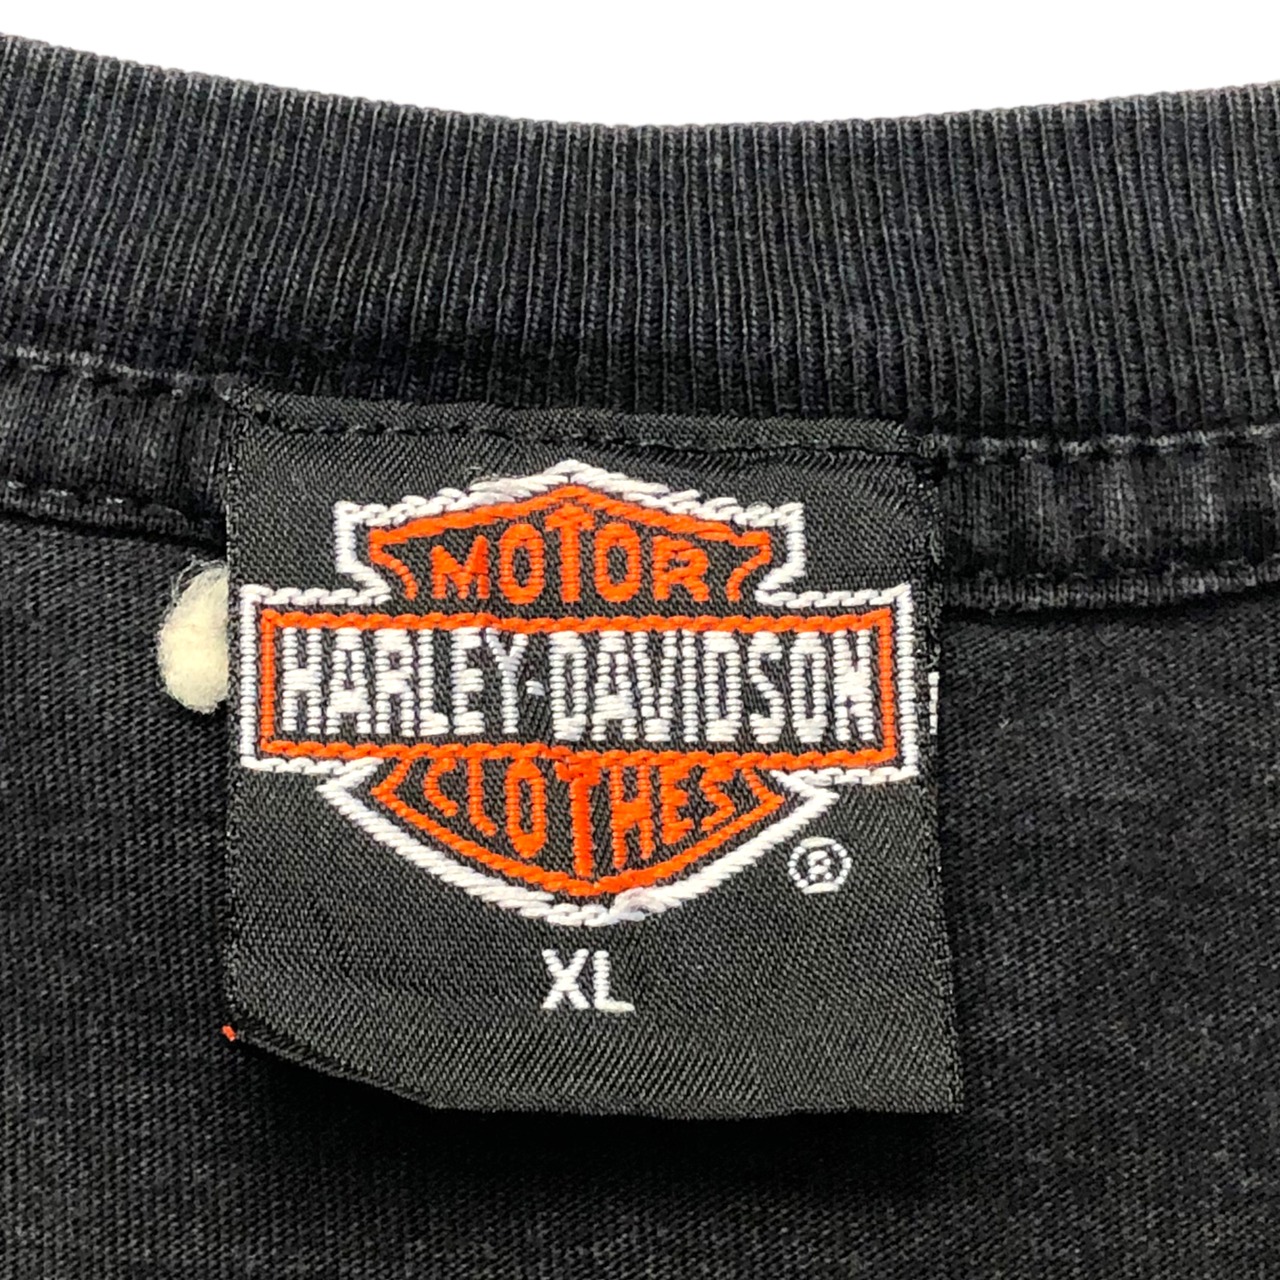 MOTOR
HARLEY-DAVIDSON
CLOTHES
®
XL